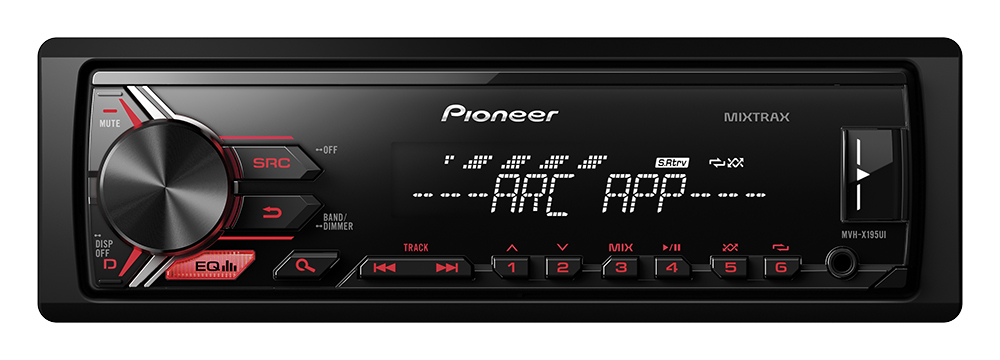 Pioneer
MIXTRAX
MUTE
SRC
OFF
S.Rtrv
ARC APP
BAND/
DIMMER
DISP
OFF
D
EQ
TRACK
MIX
1 2 3 4 5 6
MVH-X195UI